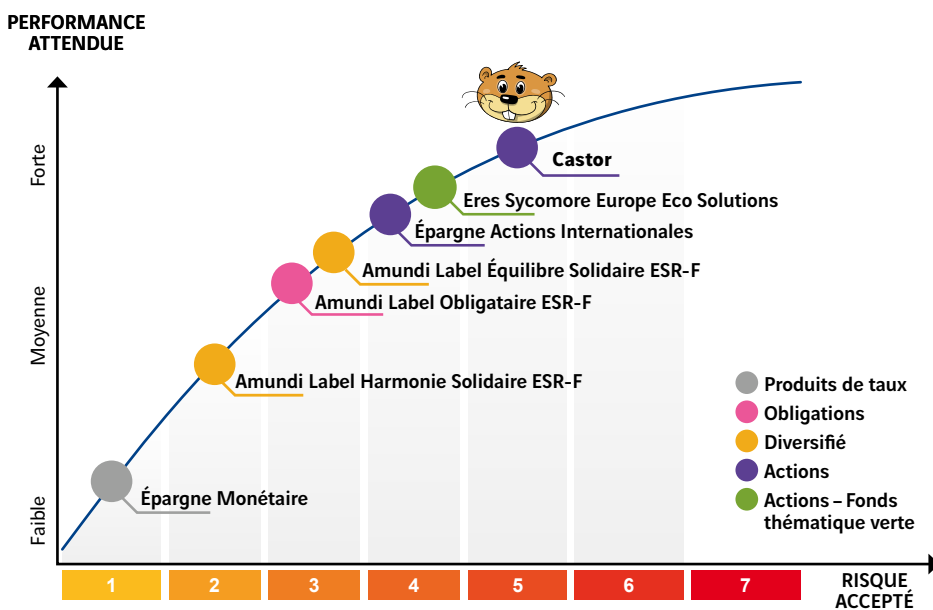 PERFORMANCE
ATTENDUE
Forte
Moyenne
Faible
Castor
Eres Sycomore Europe Eco Solutions
Épargne Actions Internationales
Amundi Label Équilibre Solidaire ESR-F
Amundi Label Obligataire ESR-F
Amundi Label Harmonie Solidaire ESR-F
Épargne Monétaire
Produits de taux
Obligations
Diversifié
Actions
Actions – Fonds
thématique verte
1 2 3 4 5 6 7
RISQUE
ACCEPTÉ